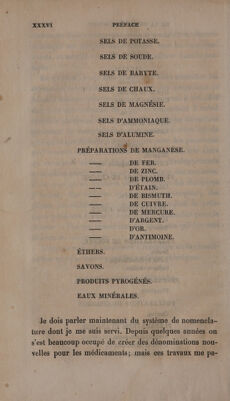 XXXVI PRÉFACE
SELS DE POTASSE.
SELS DE SOUDE.
SELS DE BARYTE.
SELS DE CHAUX.
SELS DE MAGNÉSIE.
SELS D'AMMONIAQUE.
SELS D'ALUMINE.
PRÉPARATIONS DE MANGANÈSE.
— DE FER.
— DE ZINC.
— DE PLOMB.
— D'ÉTAIN.
— DE BISMUTH.
— DE CUIVRE.
— DE MERCURE.
— D'ARGENT.
— D'OR.
— D'ANTIMOINE.
ÉTHERS.
SAVONS.
PRODUITS PYROGÉNÉS.
EAUX MINÉRALES.
Je dois parler maintenant du système de nomencla-
ture dont je me suis servi. Depuis quelques années on
s'est beaucoup occupé de créer des dénominations nou-
velles pour les médicaments; mais ces travaux me pa-